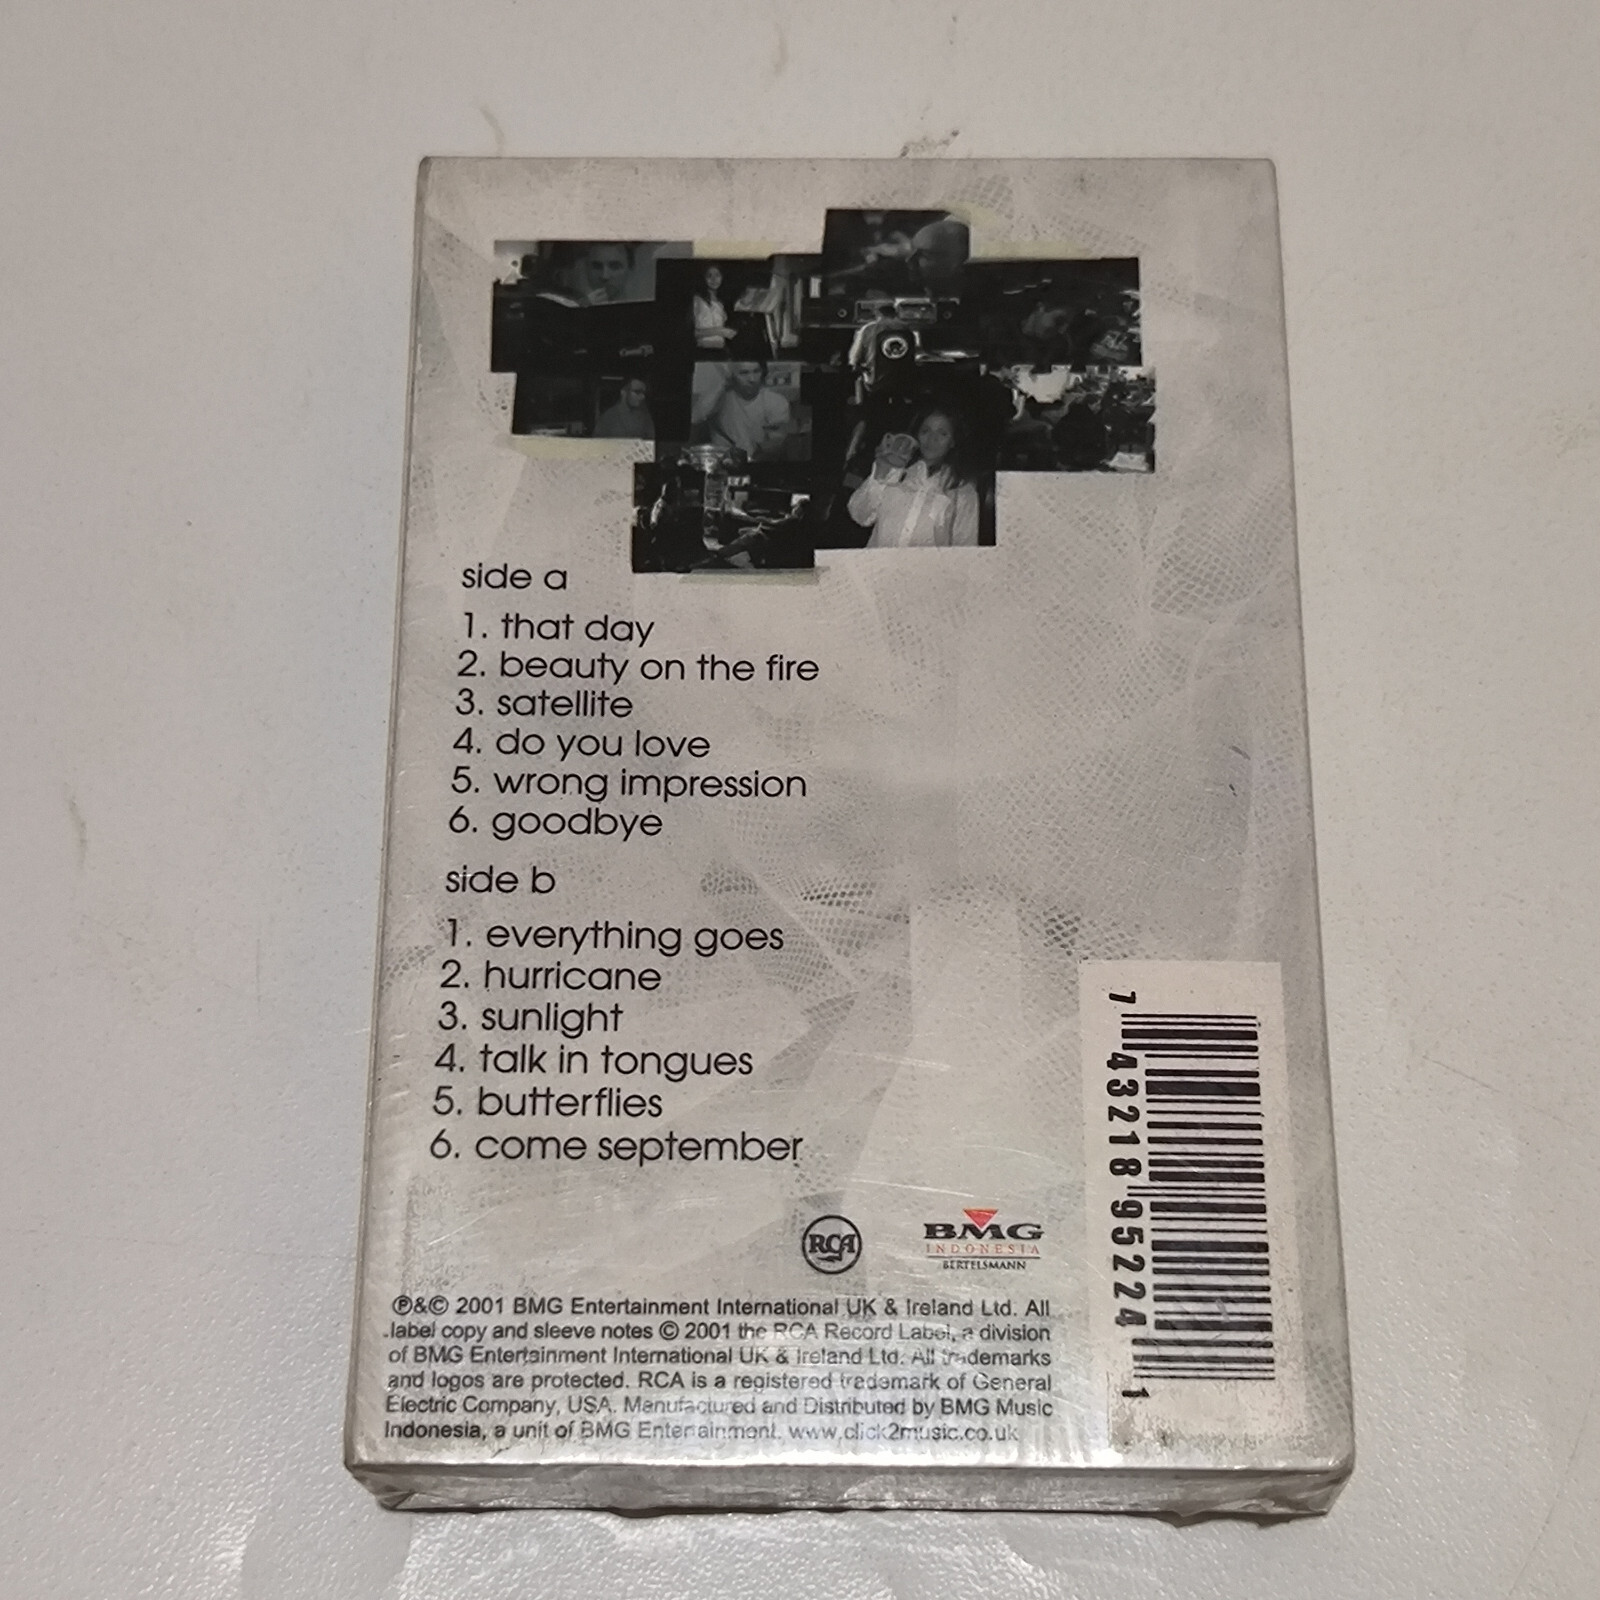 side a
1. that day
2. beauty on the fire
3. satellite
4. do you love
5. wrong impression
6. goodbye
side b
1. everything goes
2. hurricane
3. sunlight
4. talk in tongues
5. butterflies
6. come september
RCA
BMG
INDONESIA
BERTELSMANN
7 43218 95224 1
℗&© 2001 BMG Entertainment International UK & Ireland Ltd. All
label copy and sleeve notes © 2001 the RCA Record Label, a division
of BMG Entertainment International UK & Ireland Ltd. All trademarks
and logos are protected. RCA is a registered trademark of General
Electric Company, USA. Manufactured and Distributed by BMG Music
Indonesia, a unit of BMG Entertainment. www.click2music.co.uk